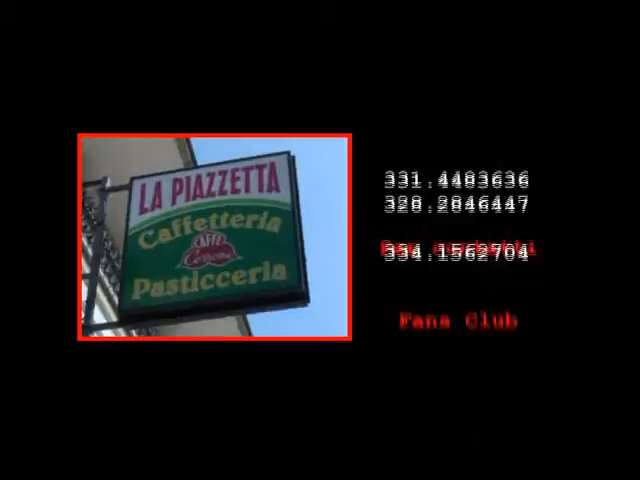 LA PIAZZETTA
Caffetteria
CAFFE'
Pasticceria
331.4483636
328.2846447
334.1562704
Fans Club